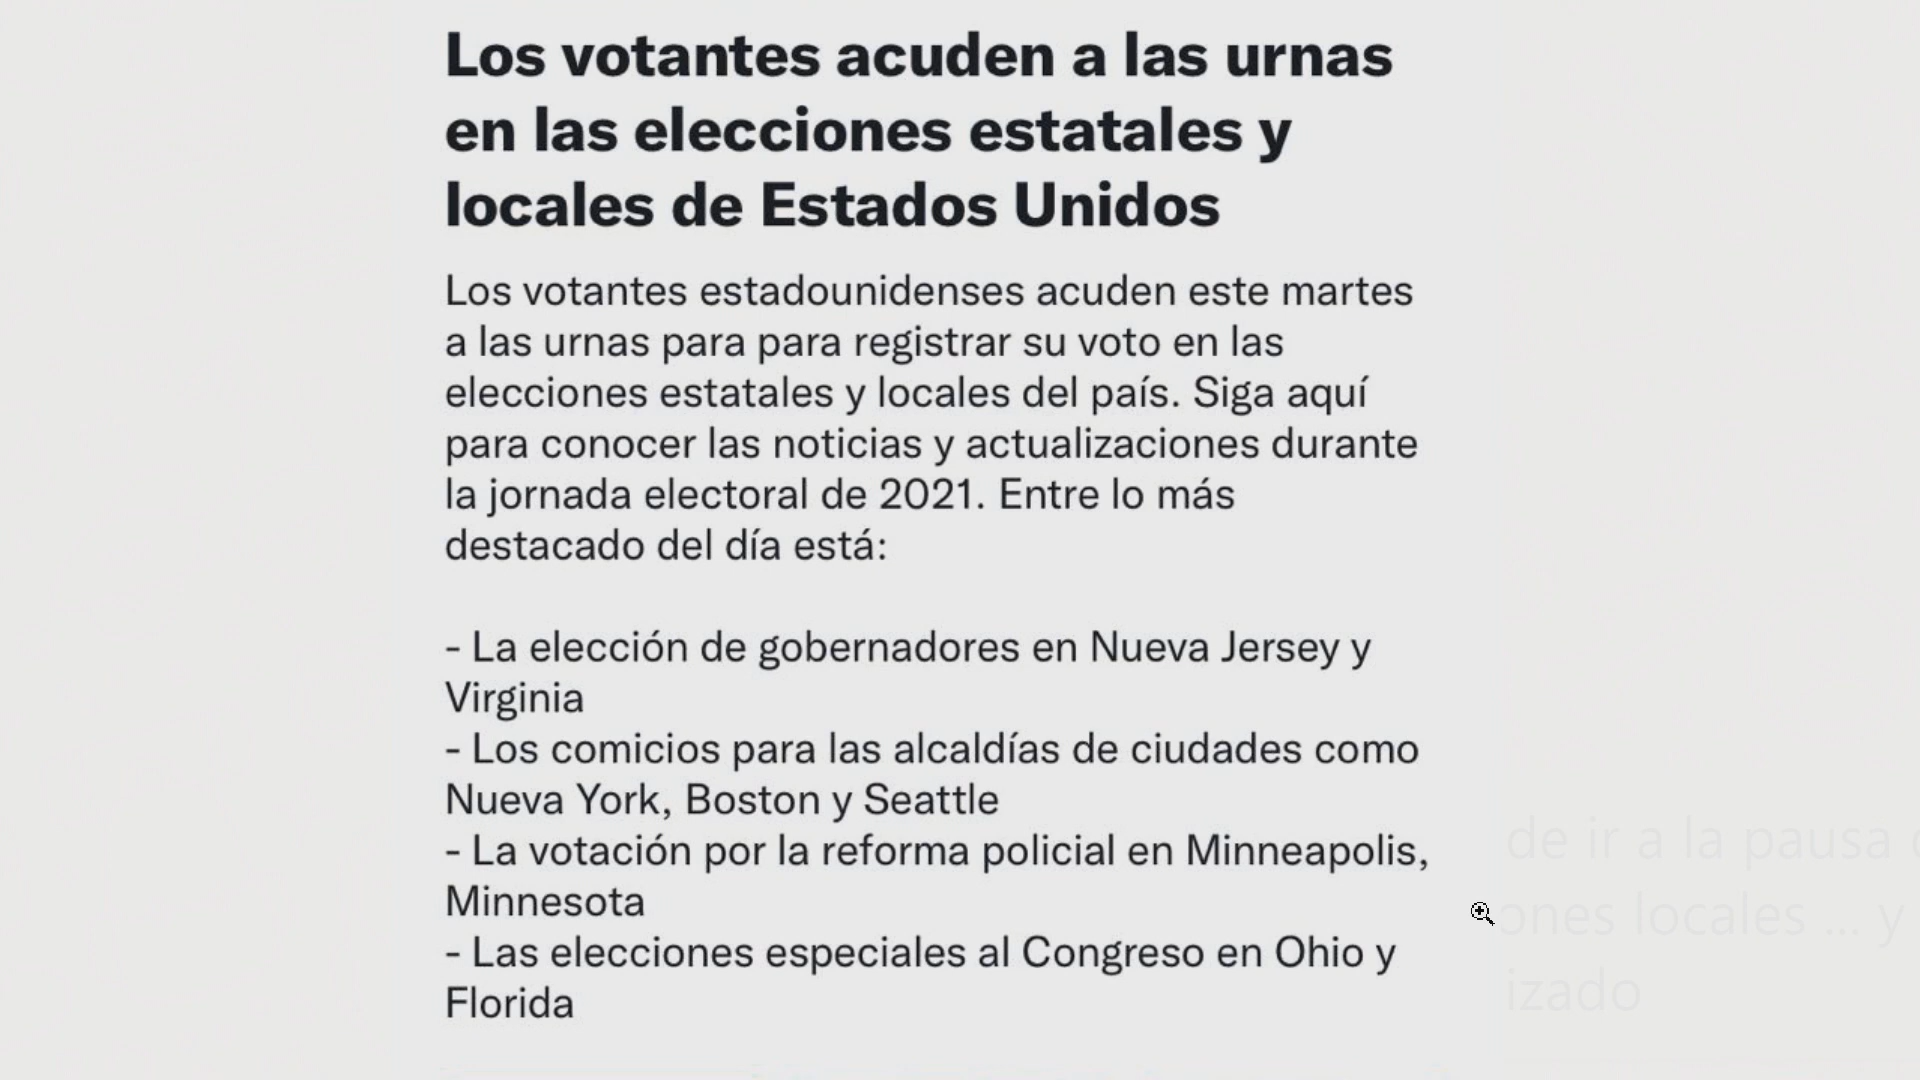 Los votantes acuden a las urnas
en las elecciones estatales y
locales de Estados Unidos
Los votantes estadounidenses acuden este martes
a las urnas para para registrar su voto en las
elecciones estatales y locales del país. Siga aquí
para conocer las noticias y actualizaciones durante
la jornada electoral de 2021. Entre lo más
destacado del día está:
- La elección de gobernadores en Nueva Jersey y
Virginia
- Los comicios para las alcaldías de ciudades como
Nueva York, Boston y Seattle
- La votación por la reforma policial en Minneapolis,
Minnesota
- Las elecciones especiales al Congreso en Ohio y
Florida
de ir a la pausa
locales ... y